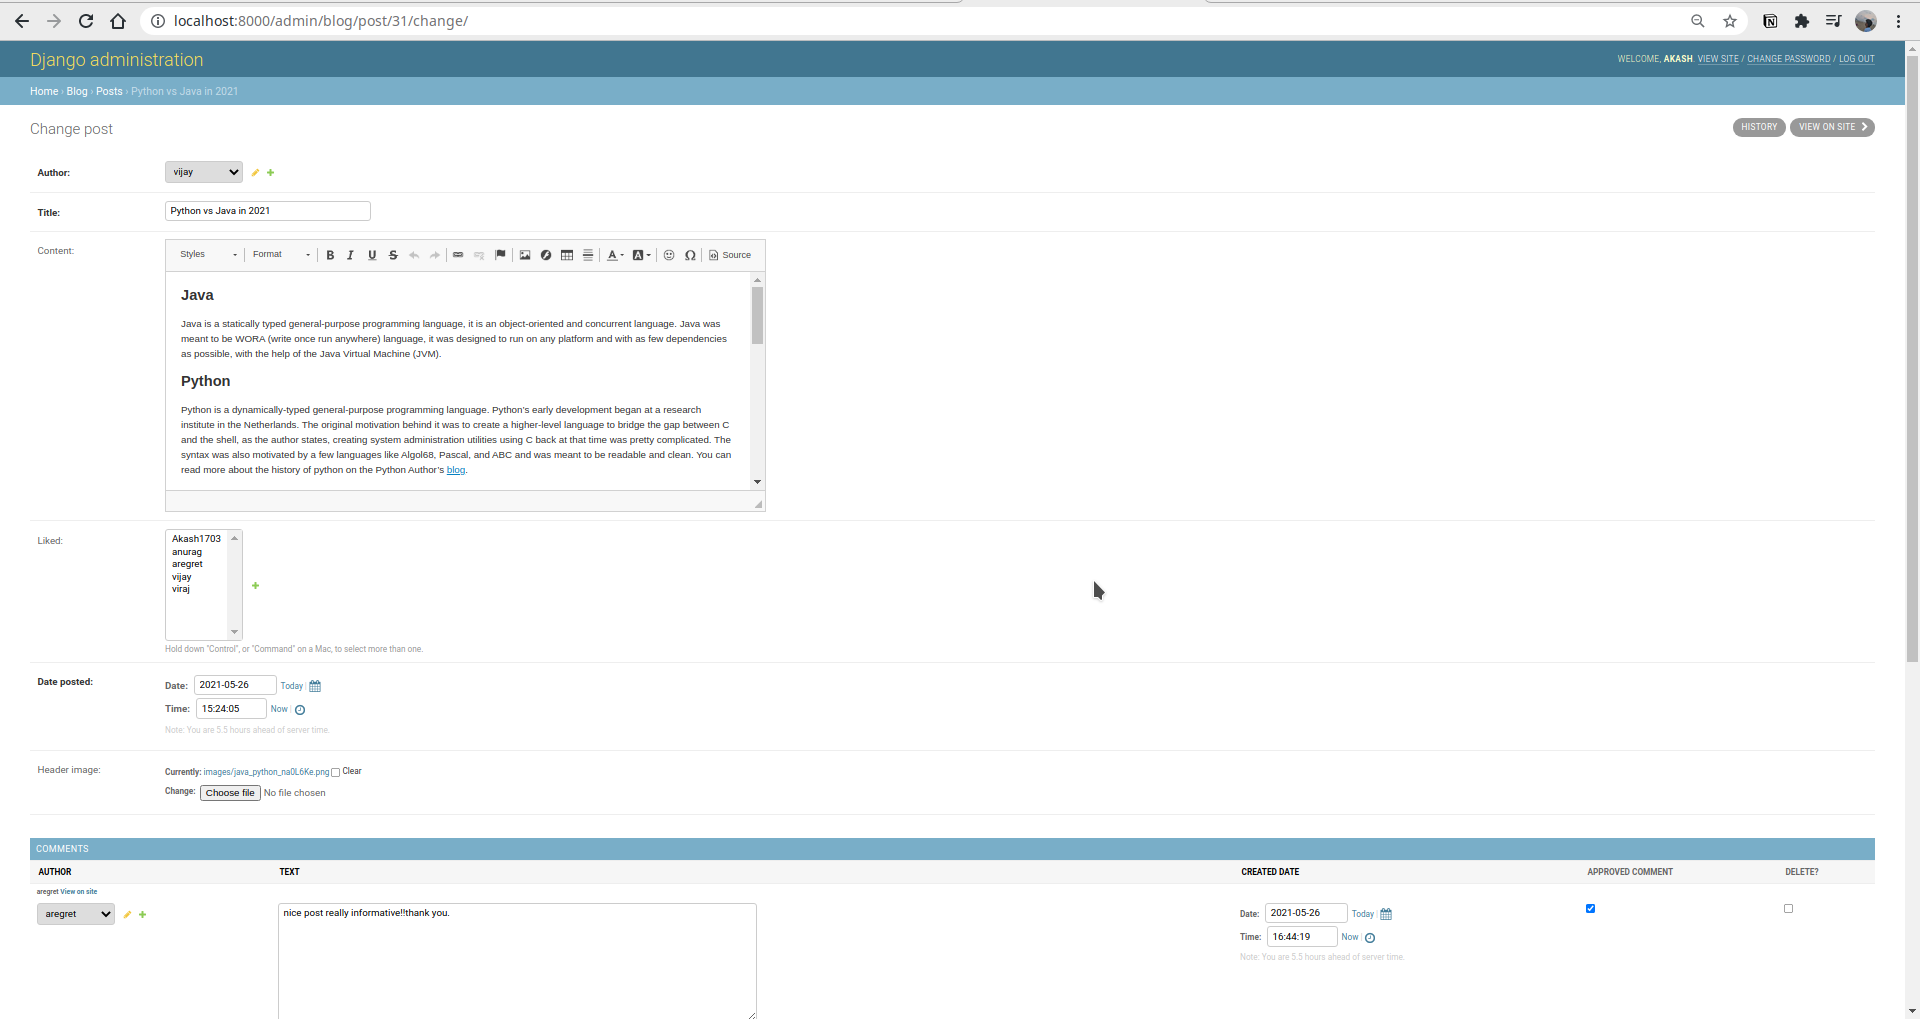 localhost:8000/admin/blog/post/31/change/
Django administration
WELCOME, AKASH. VIEW SITE / CHANGE PASSWORD / LOG OUT
Home › Blog › Posts › Python vs Java in 2021
Change post
HISTORY
VIEW ON SITE
Author:
vijay
Title:
Python vs Java in 2021
Content:
Styles Format B I U S A A Ω Source
Java
Java is a statically typed general-purpose programming language, it is an object-oriented and concurrent language. Java was
meant to be WORA (write once run anywhere) language, it was designed to run on any platform and with as few dependencies
as possible, with the help of the Java Virtual Machine (JVM).
Python
Python is a dynamically-typed general-purpose programming language. Python's early development began at a research
institute in the Netherlands. The original motivation behind it was to create a higher-level language to bridge the gap between C
and the shell, as the author states, creating system administration utilities using C back at that time was pretty complicated. The
syntax was also motivated by a few languages like Algol68, Pascal, and ABC and was meant to be readable and clean. You can
read more about the history of python on the Python Author's blog.
Liked:
Akash1703
anurag
aregret
vijay
viraj
Hold down "Control", or "Command" on a Mac, to select more than one.
Date posted:
Date: 2021-05-26 Today |
Time: 15:24:05 Now |
Note: You are 5.5 hours ahead of server time.
Header image:
Currently: images/java_python_na0L6Ke.png Clear
Change: Choose file No file chosen
COMMENTS
AUTHOR TEXT CREATED DATE APPROVED COMMENT DELETE?
aregret View on site
aregret
nice post really informative!!thank you.
Date: 2021-05-26 Today |
Time: 16:44:19 Now |
Note: You are 5.5 hours ahead of server time.